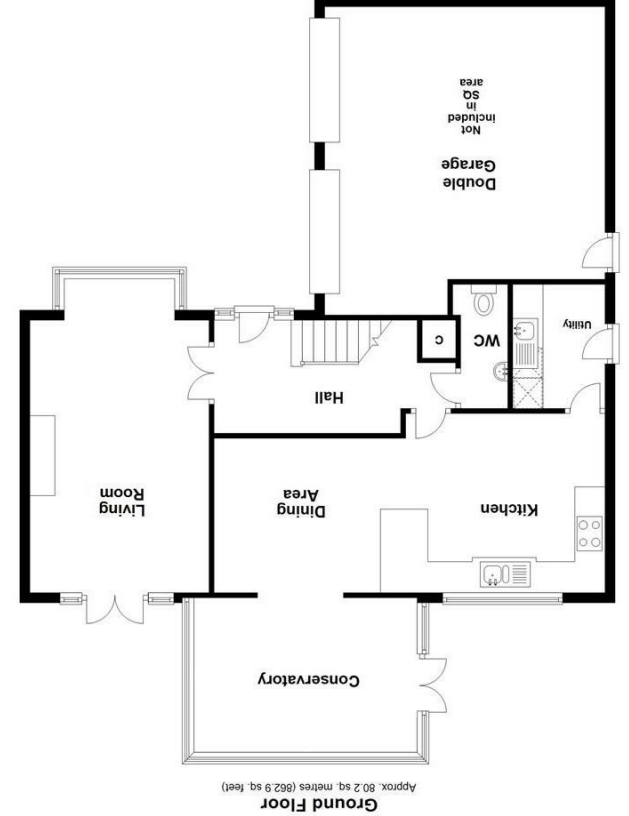 Ground Floor
Approx. 80.2 sq. metres (862.9 sq. feet)
Conservatory
Kitchen
Dining
Area
Living
Room
Hall
WC
C
Utility
Double
Garage
Not
included
in
SQ
area